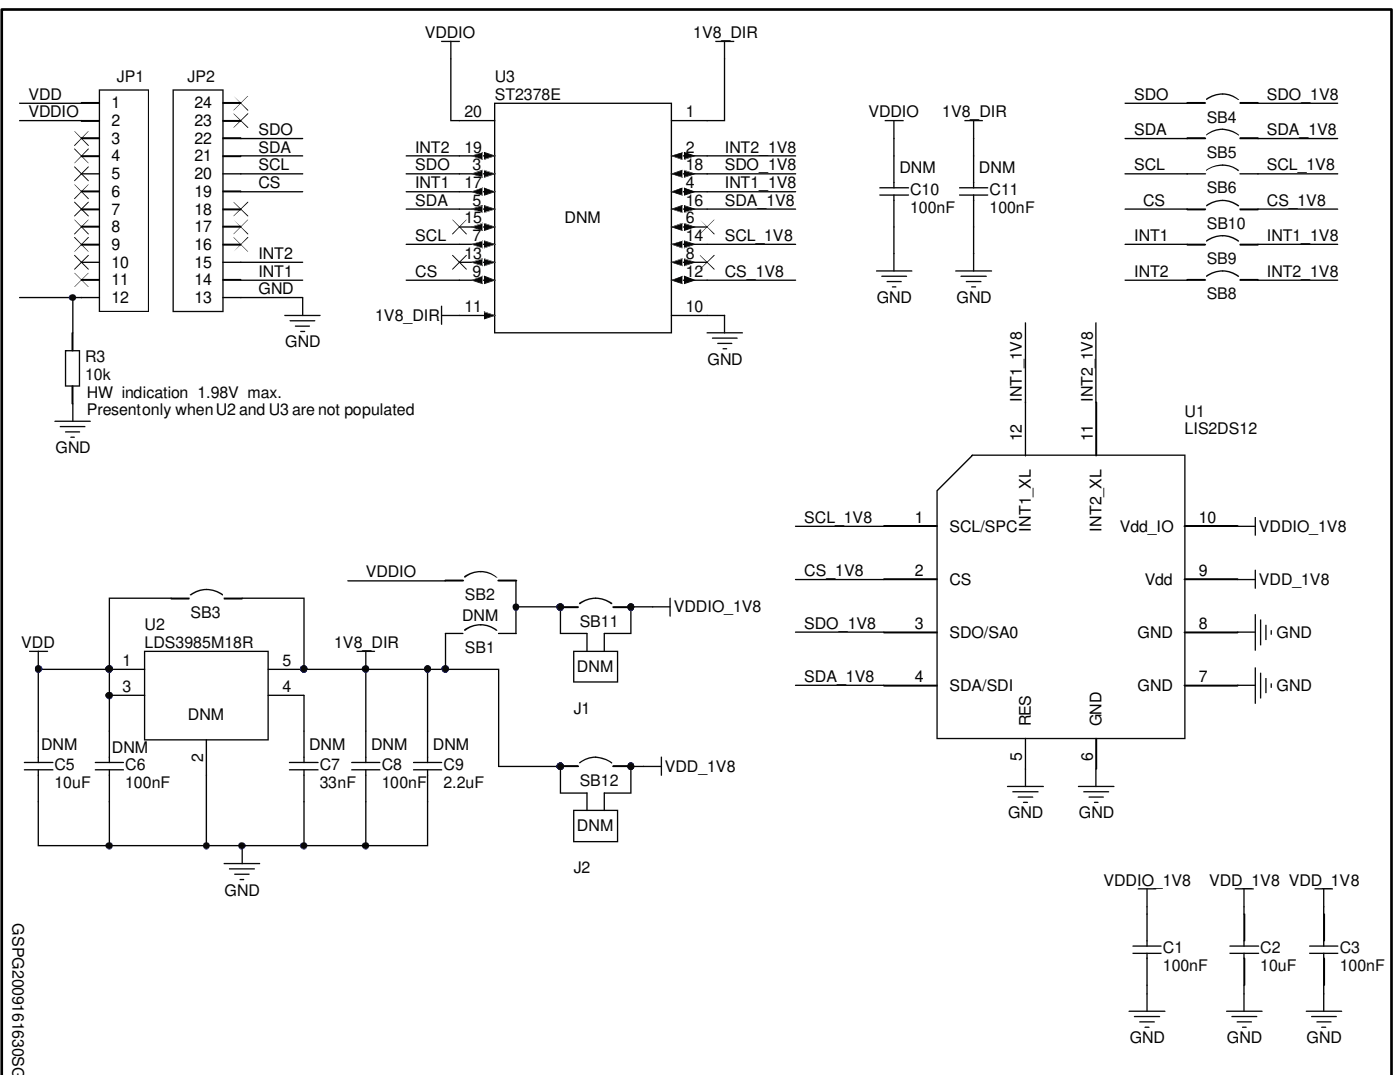 VDDIO
1V8_DIR
JP1
JP2
U3
ST2378E
VDD
VDDIO
1
2
3
4
5
6
7
8
9
10
11
12
24
23
22
21
20
19
18
17
16
15
14
13
SDO
SDA
SCL
CS
INT2
INT1
GND
GND
R3
10k
HW indication 1.98V max.
Present only when U2 and U3 are not populated
GND
20
1
INT2 19
SDO 3
INT1 17
SDA 5
15
SCL 7
13
CS 9
1V8_DIR 11
DNM
2 INT2_1V8
18 SDO_1V8
4 INT1_1V8
16 SDA_1V8
6
14 SCL_1V8
8
12 CS_1V8
10
GND
VDDIO
1V8_DIR
DNM
C10
100nF
DNM
C11
100nF
GND
GND
SDO SDO_1V8
SB4
SDA SDA_1V8
SB5
SCL SCL_1V8
SB6
CS CS_1V8
SB10
INT1 INT1_1V8
SB9
INT2 INT2_1V8
SB8
INT1_1V8
INT2_1V8
12
11
U1
LIS2DS12
INT1_XL
INT2_XL
SCL_1V8 1 SCL/SPC
CS_1V8 2 CS
SDO_1V8 3 SDO/SA0
SDA_1V8 4 SDA/SDI
Vdd_IO 10 VDDIO_1V8
Vdd 9 VDD_1V8
GND 8 GND
GND 7 GND
RES
GND
5
6
GND
GND
VDDIO
SB2
DNM
SB1
SB3
U2
LDS3985M18R
VDD
1V8_DIR
1
3
5
4
2
DNM
DNM
C5
10uF
DNM
C6
100nF
DNM
C7
33nF
DNM
C8
100nF
DNM
C9
2.2uF
GND
SB11
VDDIO_1V8
DNM
J1
SB12
VDD_1V8
DNM
J2
VDDIO_1V8
VDD_1V8
VDD_1V8
C1
100nF
C2
10uF
C3
100nF
GND
GND
GND
GSPG2009161630SG